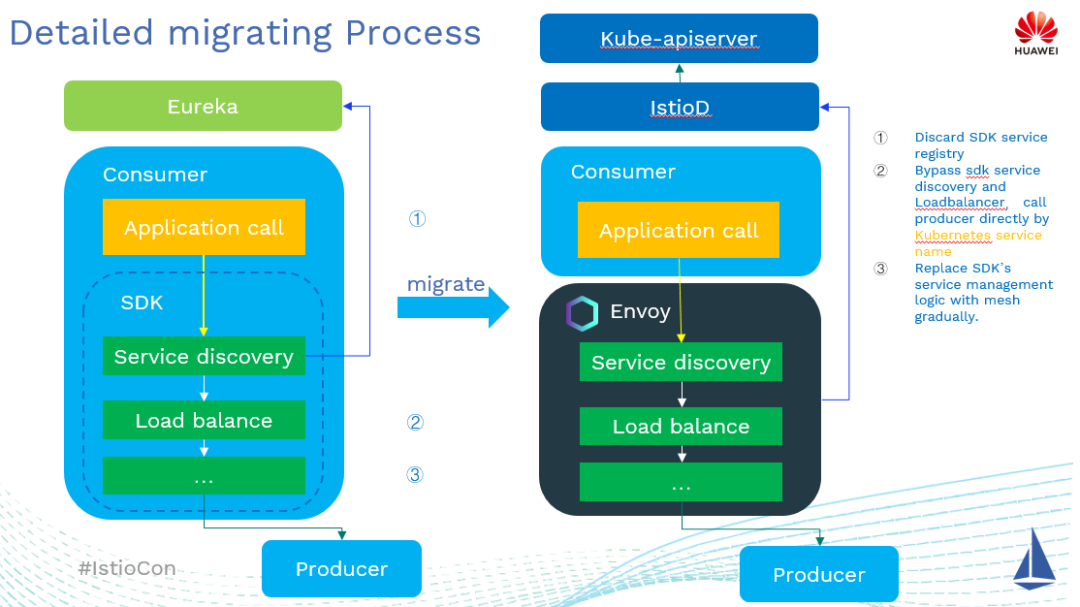 Detailed migrating Process
Kube-apiserver
HUAWEI
Eureka
IstioD
Consumer
Application call
SDK
Service discovery
Load balance
...
Producer
①
migrate
②
③
Consumer
Application call
Envoy
Service discovery
Load balance
...
Producer
① Discard SDK service
registry
② Bypass sdk service
discovery and
Loadbalancer, call
producer directly by
Kubernetes service
name
③ Replace SDK's
service management
logic with mesh
gradually.
#IstioCon